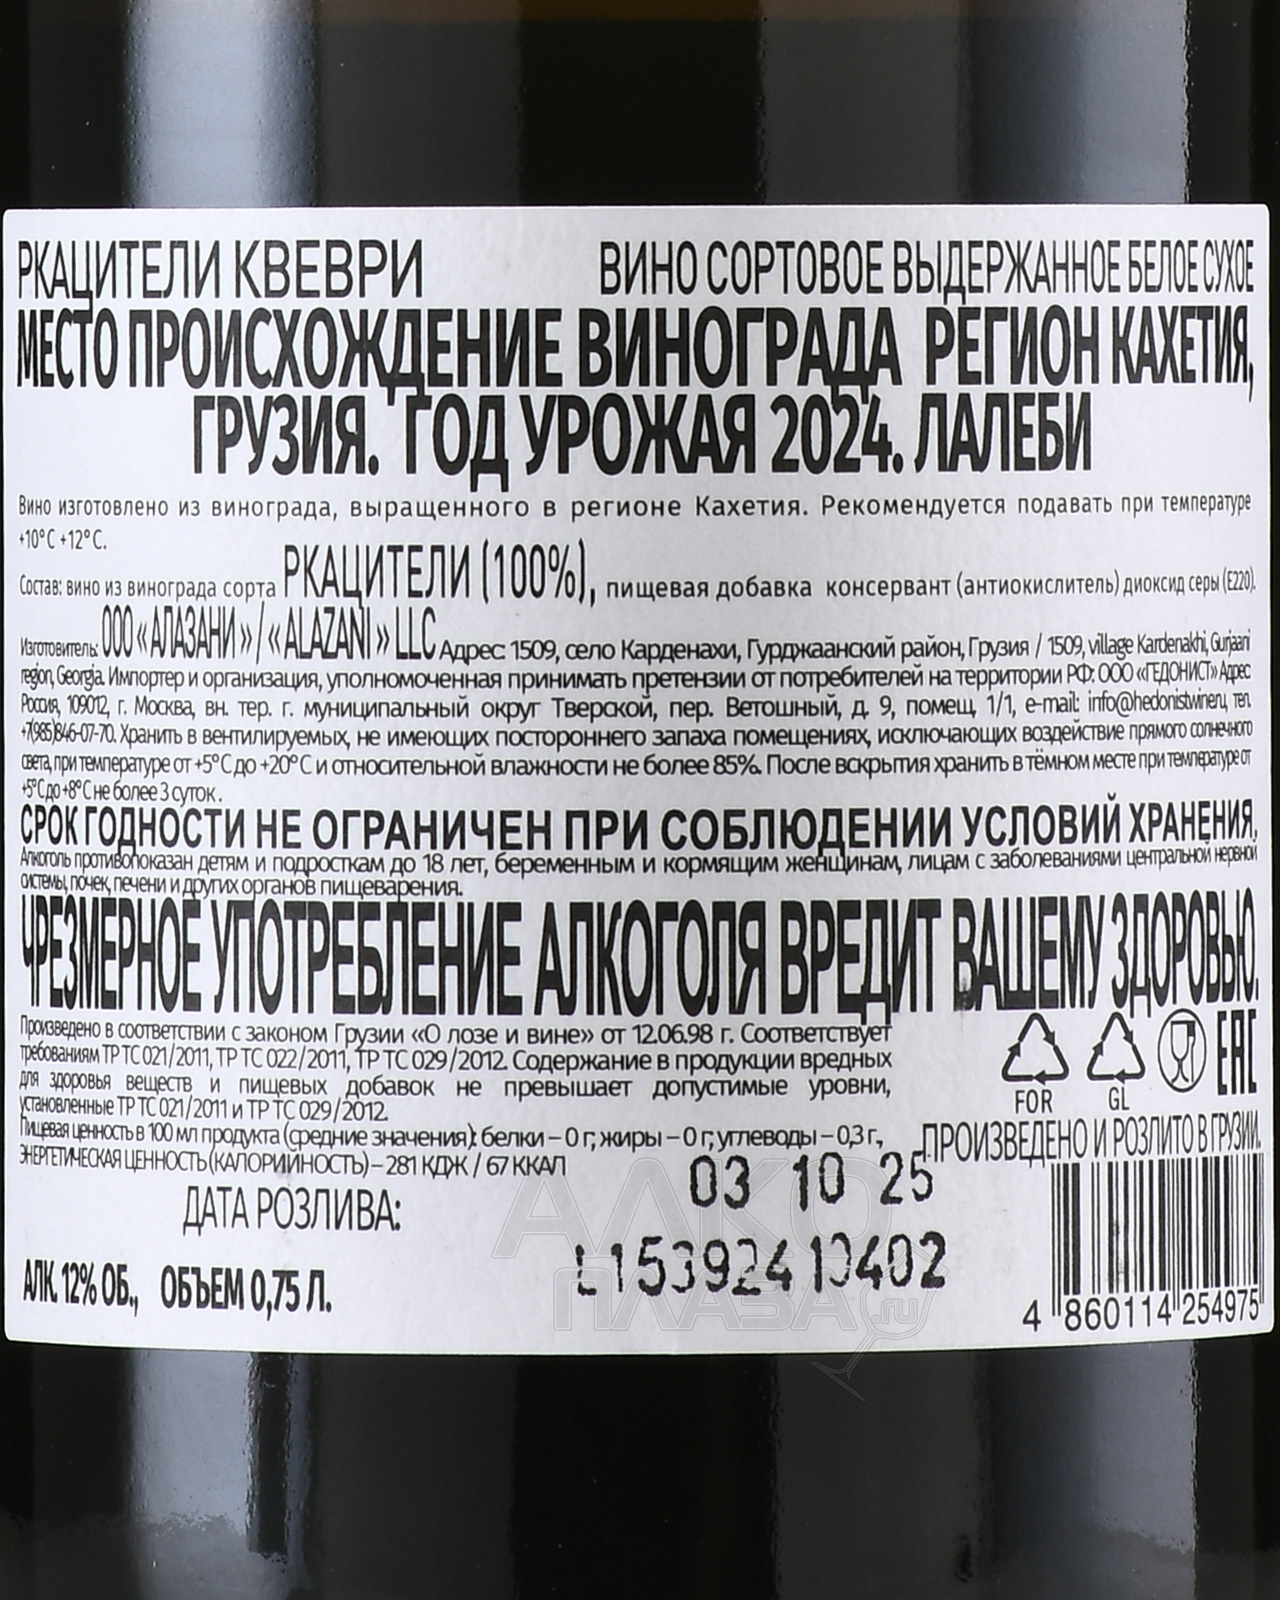 РКАЦИТЕЛИ КВЕВРИ ВИНО СОРТОВОЕ ВЫДЕРЖАННОЕ БЕЛОЕ СУХОЕ
МЕСТО ПРОИСХОЖДЕНИЕ ВИНОГРАДА РЕГИОН КАХЕТИЯ,
ГРУЗИЯ. ГОД УРОЖАЯ 2024. ЛАЛЕБИ
Вино изготовлено из винограда, выращенного в регионе Кахетия. Рекомендуется подавать при температуре
+10°С +12°С.
Состав: вино из винограда сорта РКАЦИТЕЛИ (100%), пищевая добавка консервант (антиокислитель) диоксид серы (Е220).
Изготовитель: ООО «АЛАЗАНИ» / «ALAZANI» LLC Адрес: 1509, село Карденахи, Гурджаанский район, Грузия / 1509, village Kardenakhi, Gurjaani
region, Georgia. Импортер и организация, уполномоченная принимать претензии от потребителей на территории РФ: ООО «ГЕДОНИСТ» Адрес:
Россия, 109012, г. Москва, вн. тер. г. муниципальный округ Тверской, пер. Ветошный, д. 9, помещ. 1/1, e-mail: info@hedonistwine.ru, тел.
+7(985)846-07-70. Хранить в вентилируемых, не имеющих постороннего запаха помещениях, исключающих воздействие прямого солнечного
света, при температуре от +5°С до +20°С и относительной влажности не более 85%. После вскрытия хранить в тёмном месте при температуре от
+5°С до +8°С не более 3 суток.
СРОК ГОДНОСТИ НЕ ОГРАНИЧЕН ПРИ СОБЛЮДЕНИИ УСЛОВИЙ ХРАНЕНИЯ,
Алкоголь противопоказан детям и подросткам до 18 лет, беременным и кормящим женщинам, лицам с заболеваниями центральной нервной
системы, почек, печени и других органов пищеварения.
ЧРЕЗМЕРНОЕ УПОТРЕБЛЕНИЕ АЛКОГОЛЯ ВРЕДИТ ВАШЕМУ ЗДОРОВЬЮ.
Произведено в соответствии с законом Грузии «О лозе и вине» от 12.06.98 г. Соответствует
требованиям ТР ТС 021/2011, ТР ТС 022/2011, ТР ТС 029/2012. Содержание в продукции вредных
для здоровья веществ и пищевых добавок не превышает допустимые уровни,
установленные ТР ТС 021/2011 и ТР ТС 029/2012.
FOR GL EAC
Пищевая ценность в 100 мл продукта (средние значения): белки – 0 г; жиры – 0 г; углеводы – 0,3 г.,
ЭНЕРГЕТИЧЕСКАЯ ЦЕННОСТЬ (КАЛОРИЙНОСТЬ) – 281 КДЖ / 67 ККАЛ
ПРОИЗВЕДЕНО И РОЗЛИТО В ГРУЗИИ.
ДАТА РОЗЛИВА: 03 10 25
L153924 10402
АЛК. 12% ОБ., ОБЪЕМ 0,75 Л.
4 860114 254975
АЛКО
ПЛАЗА.ru